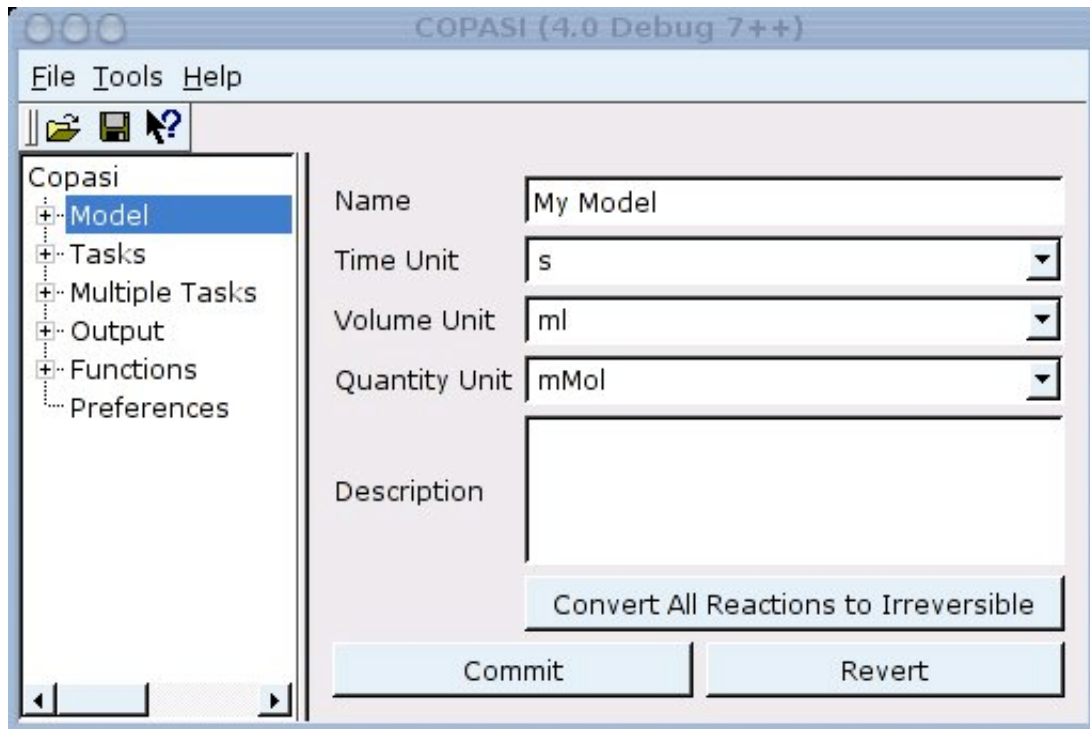 COPASI (4.0 Debug 7++)
File Tools Help
Copasi
Model
Tasks
Multiple Tasks
Output
Functions
Preferences
Name My Model
Time Unit s
Volume Unit ml
Quantity Unit mMol
Description
Convert All Reactions to Irreversible
Commit Revert